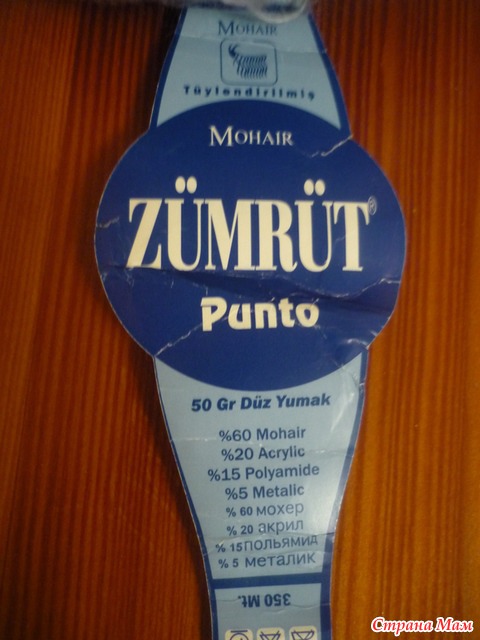 MOHAIR
Tüylendirilmiş
MOHAIR
ZÜMRÜT®
Punto
50 Gr Düz Yumak
%60 Mohair
%20 Acrylic
%15 Polyamide
%5 Metalic
% 60 мохер
% 20 акрил
% 15 польямид
% 5 металик
350 Mt.
Страна Мам